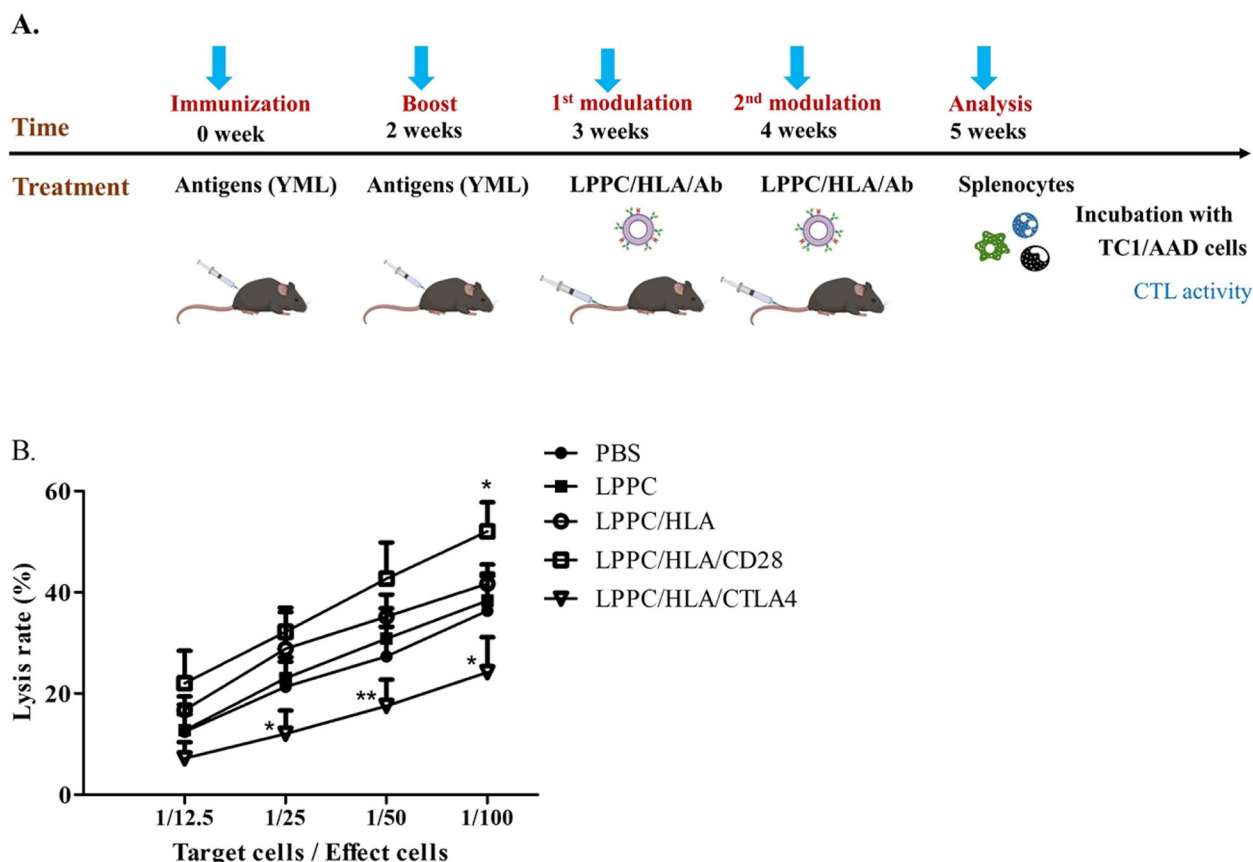 A.
Immunization Boost 1st modulation 2nd modulation Analysis
Time 0 week 2 weeks 3 weeks 4 weeks 5 weeks
Treatment Antigens (YML) Antigens (YML) LPPC/HLA/Ab LPPC/HLA/Ab Splenocytes
Incubation with
TC1/AAD cells
CTL activity
B.
PBS
LPPC
LPPC/HLA
LPPC/HLA/CD28
LPPC/HLA/CTLA4
Lysis rate (%)
60
40
20
0
*
*
**
*
1/12.5 1/25 1/50 1/100
Target cells / Effect cells